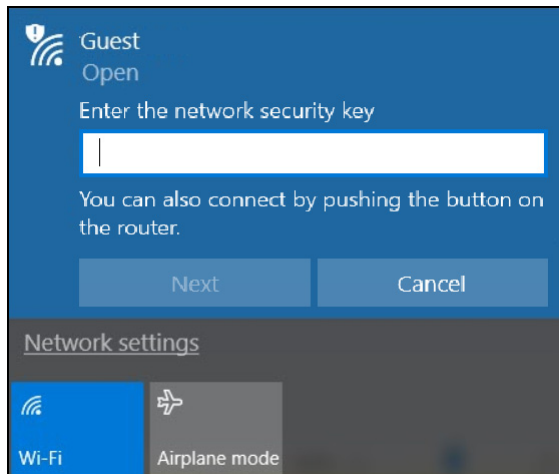 Guest
Open
Enter the network security key
You can also connect by pushing the button on
the router.
Next
Cancel
Network settings
Wi-Fi
Airplane mode